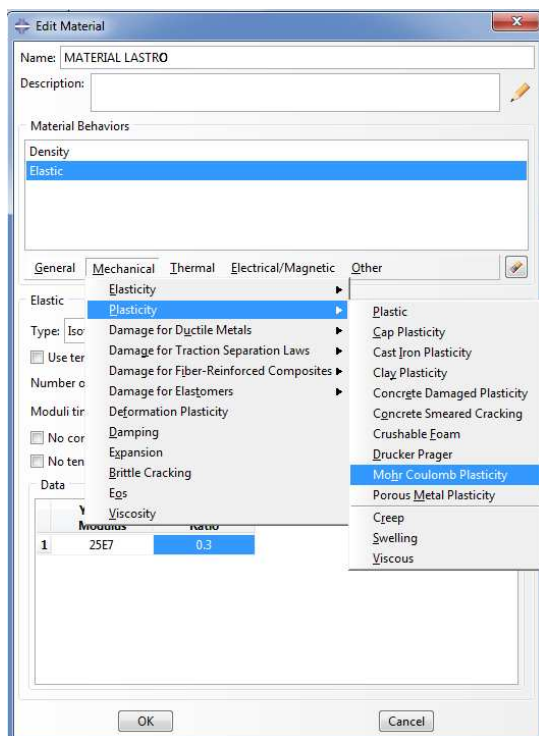 Edit Material
Name: MATERIAL LASTRO
Description:
Material Behaviors
Density
Elastic
General Mechanical Thermal Electrical/Magnetic Other
Elastic
Type: Iso
Use
Number o
Moduli
No
No
Data
Modulus Ratio
1 25E7 0.3
Elasticity
Plasticity
Damage for Ductile Metals
Damage for Traction Separation Laws
Damage for Fiber-Reinforced Composites
Damage for Elastomers
Deformation Plasticity
Damping
Expansion
Brittle Cracking
Eos
Viscosity
Plastic
Cap Plasticity
Cast Iron Plasticity
Clay Plasticity
Concrete Damaged Plasticity
Concrete Smeared Cracking
Crushable Foam
Drucker Prager
Mohr Coulomb Plasticity
Porous Metal Plasticity
Creep
Swelling
Viscous
OK Cancel